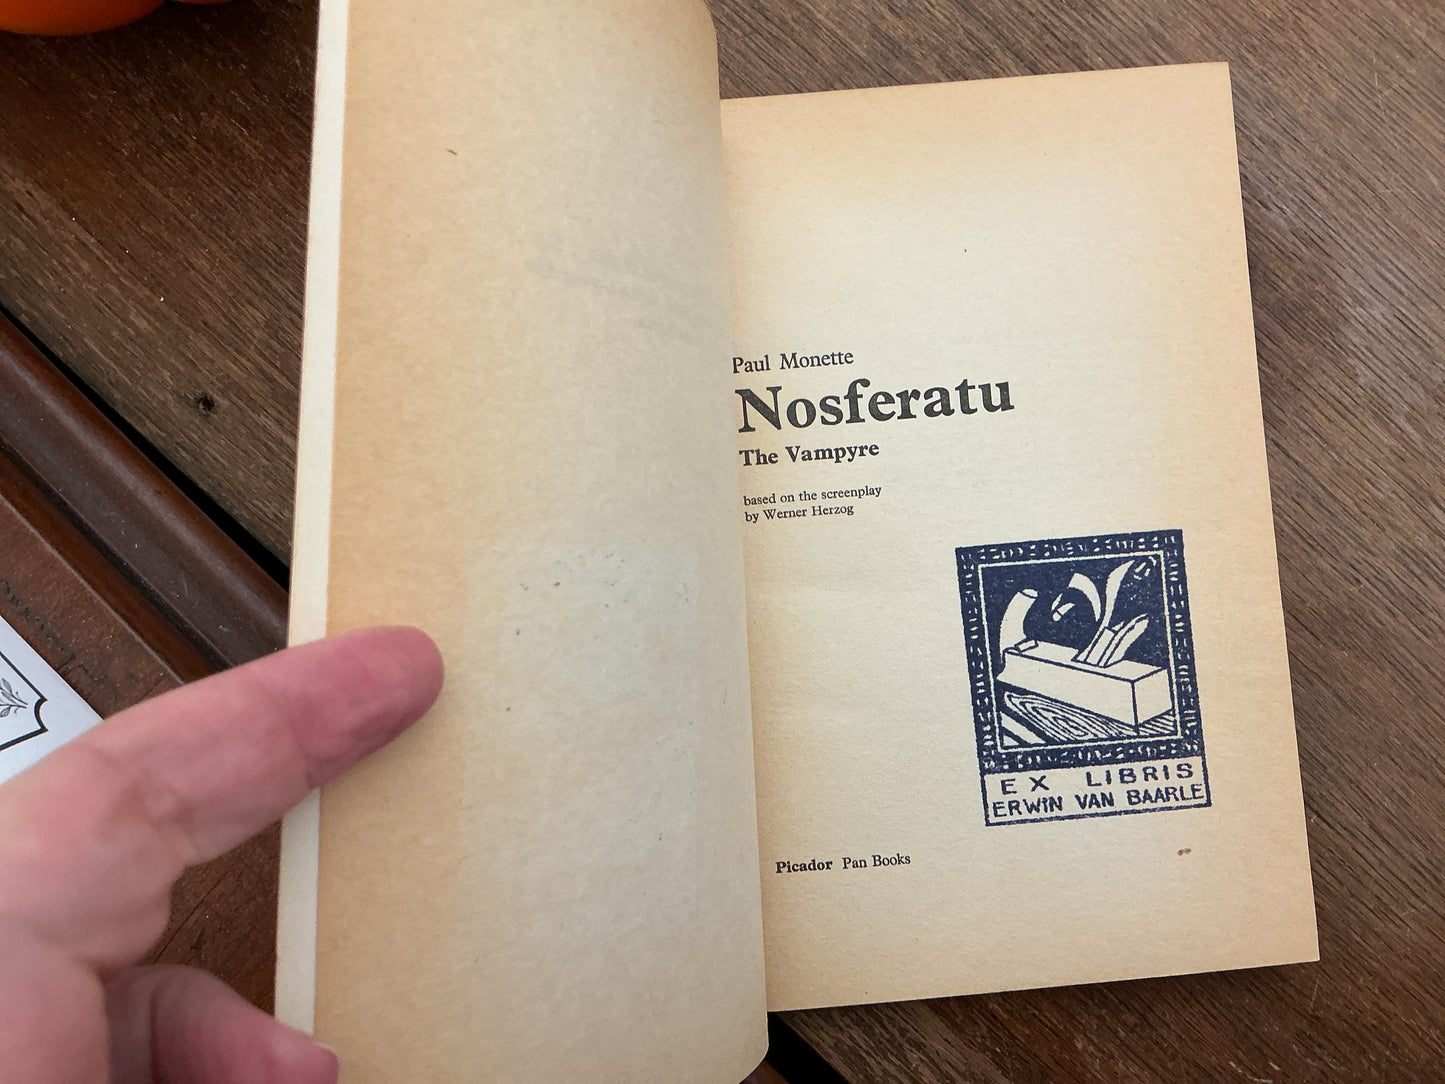 Paul Monette
Nosferatu
The Vampyre
based on the screenplay
by Werner Herzog
EX LIBRIS
ERWIN VAN BAARLE
Picador Pan Books